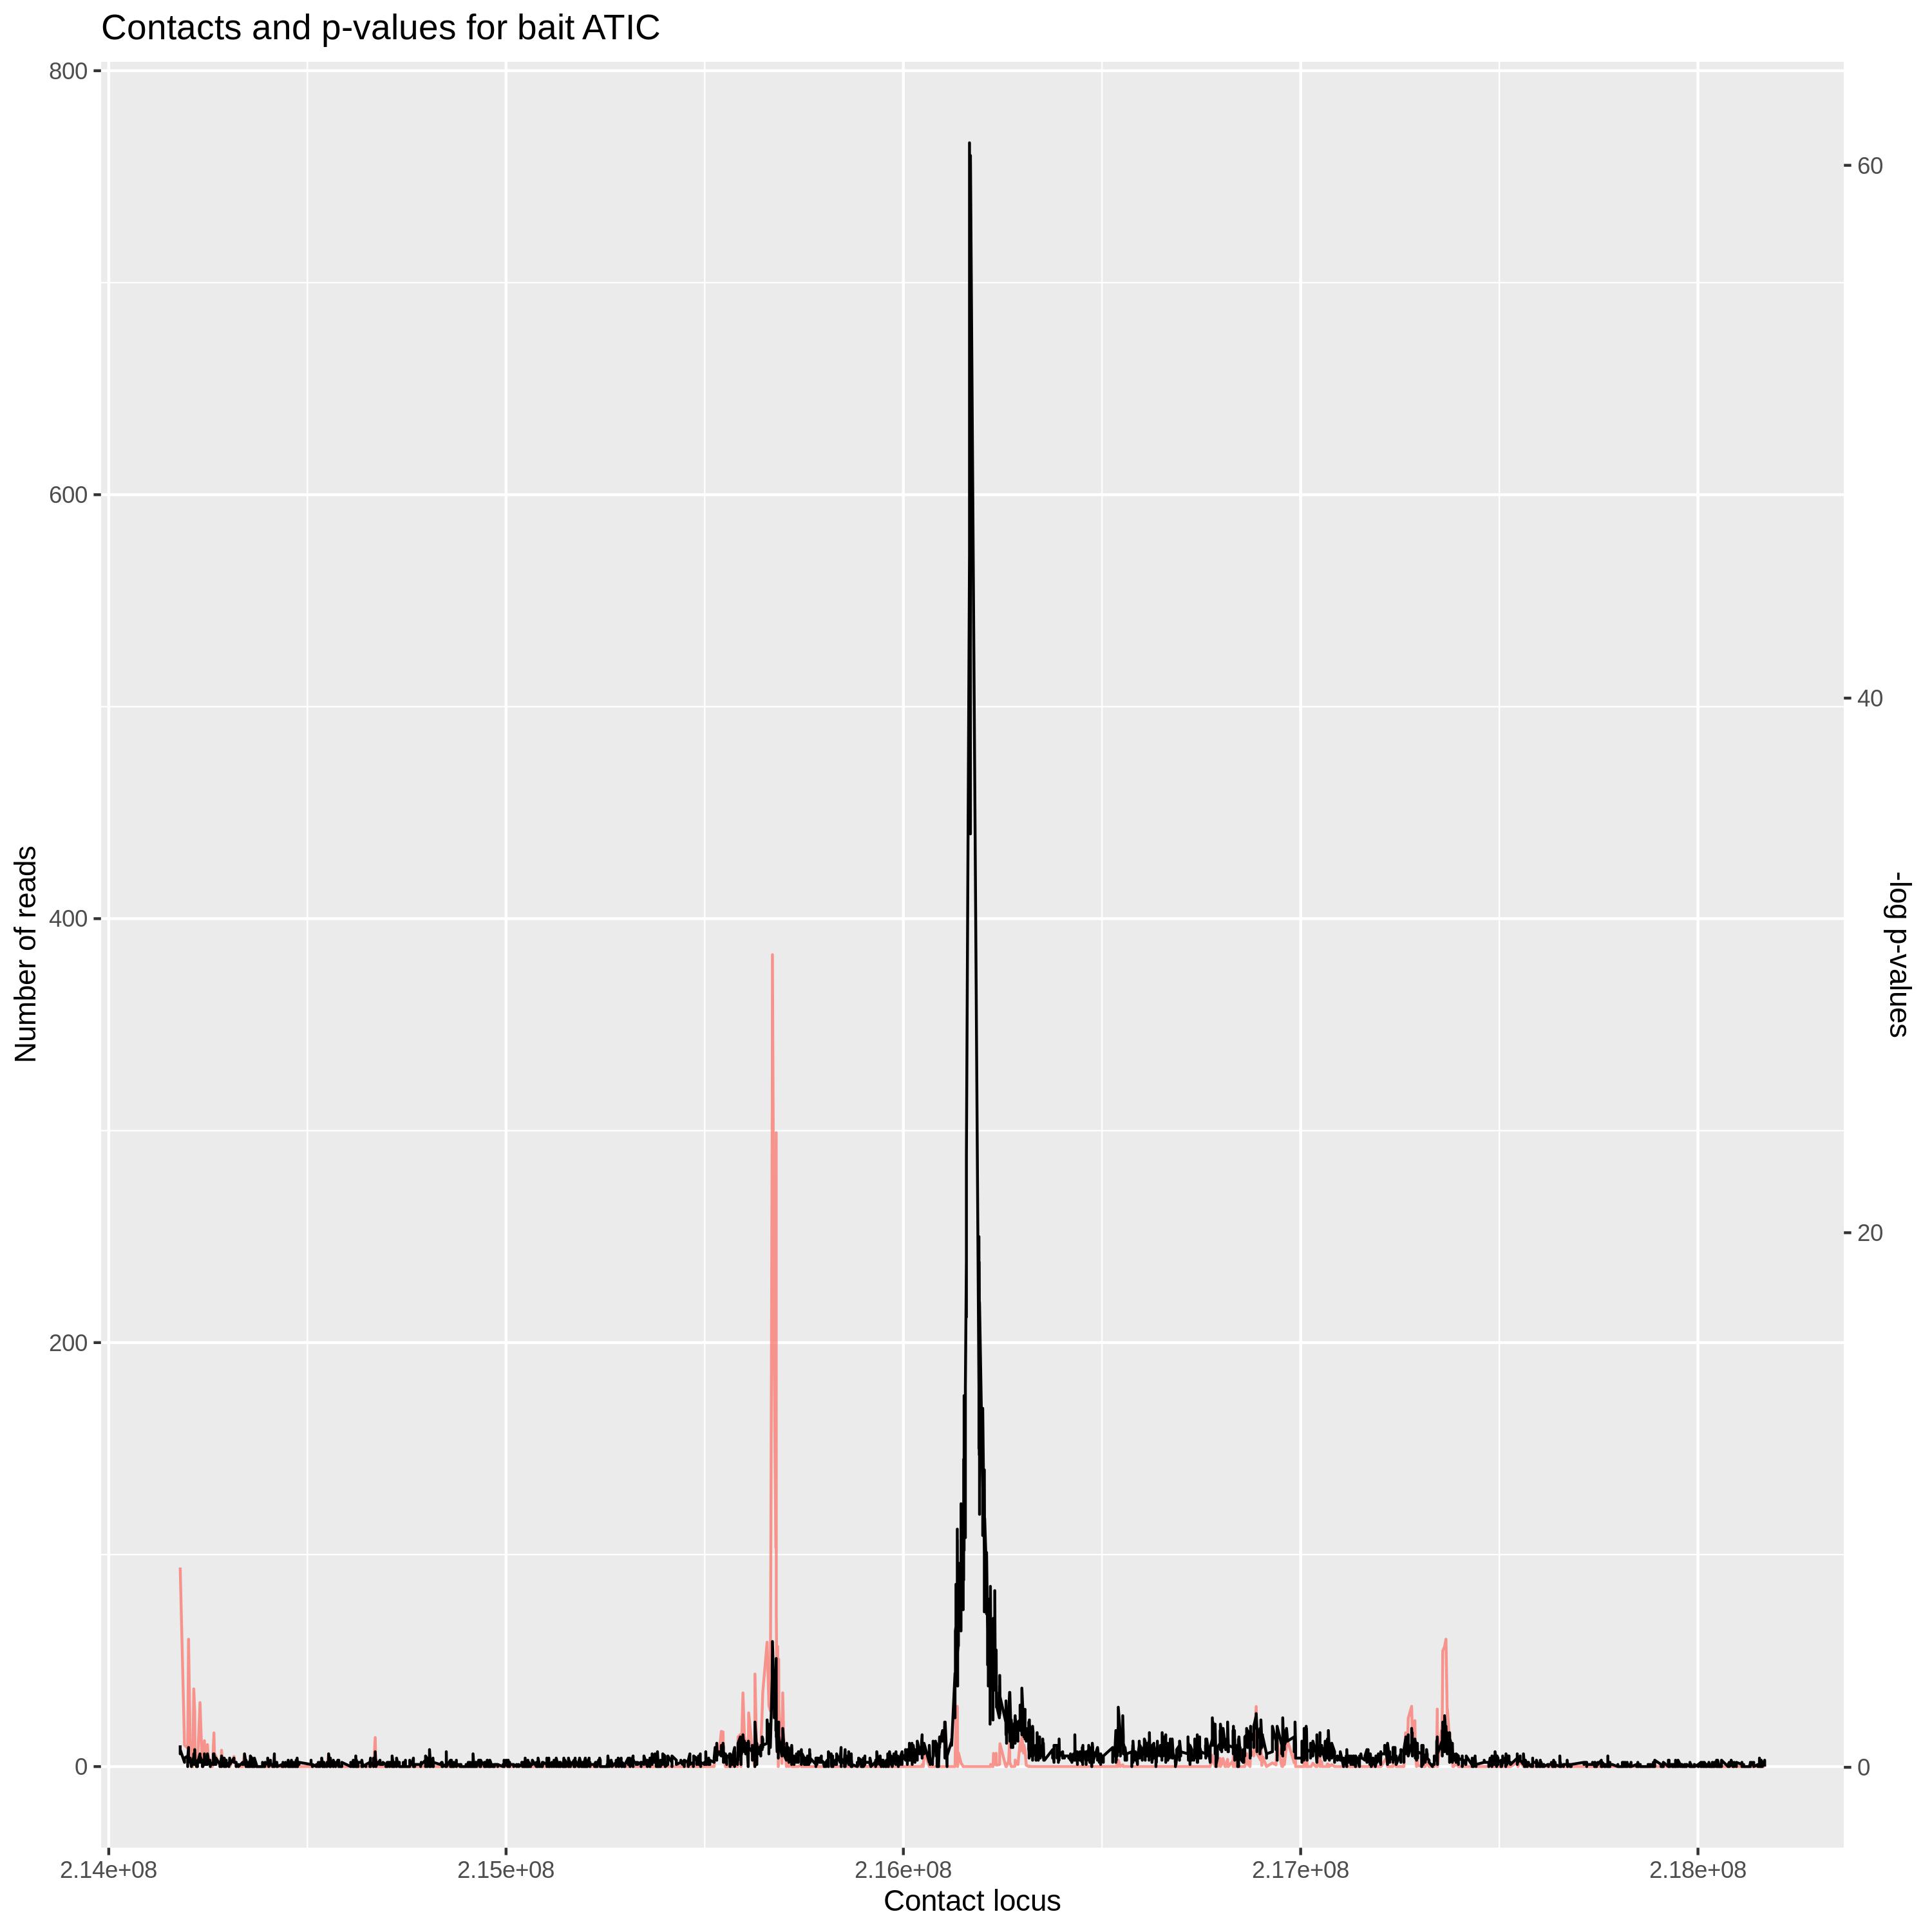 Contacts and p-values for bait ATIC
800
600
400
200
0
60
40
20
0
Number of reads
-log p-values
2.14e+08
2.15e+08
2.16e+08
2.17e+08
2.18e+08
Contact locus